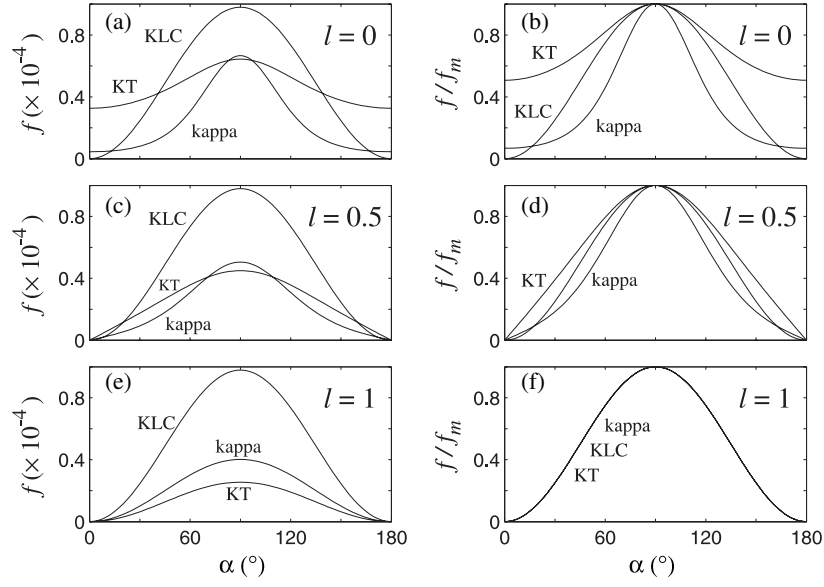 (a)
KLC
l = 0
KT
kappa
f (× 10⁻⁴)
0.8
0.4
0
(b)
l = 0
KT
KLC
kappa
f / fₘ
0.8
0.4
0
(c)
KLC
l = 0.5
KT
kappa
f (× 10⁻⁴)
0.8
0.4
0
(d)
l = 0.5
KT
kappa
f / fₘ
0.8
0.4
0
(e)
l = 1
KLC
kappa
KT
f (× 10⁻⁴)
0.8
0.4
0
0 60 120 180
α (°)
(f)
l = 1
kappa
KLC
KT
f / fₘ
0.8
0.4
0
0 60 120 180
α (°)